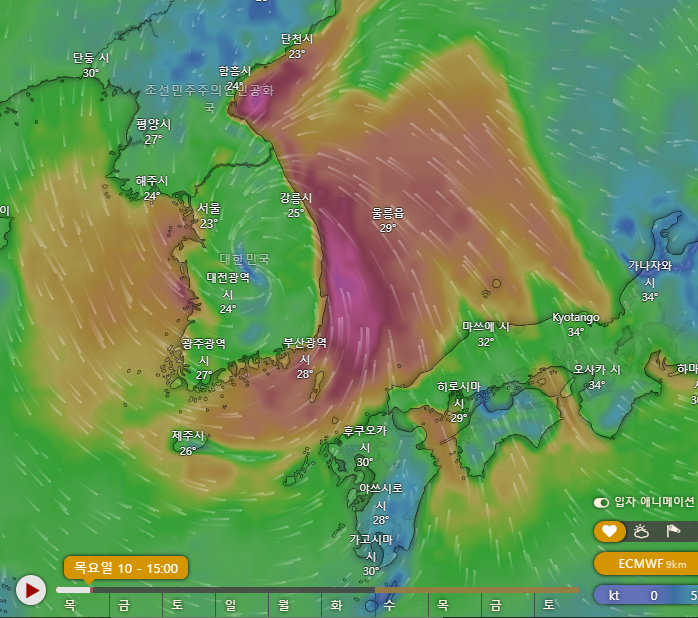 단천시
23°
단둥 시
30°
함흥시
24°
조선민주주의인민공화
국
평양시
27°
해주시
24°
이
서울
23°
강릉시
25°
울릉읍
29°
대한민국
대전광역
시
24°
가나자와
시
34°
Kyotango
34°
마쓰에 시
32°
광주광역
시
27°
부산광역
시
28°
오사카 시
34°
하마
시
히로시마
시
29°
제주시
26°
후쿠오카
시
30°
야쓰시로
시
28°
가고시마
시
30°
입자 애니메이션
목요일 10 - 15:00
ECMWF 9km
kt 0 5
목 금 토 일 월 화 수 목 금 토